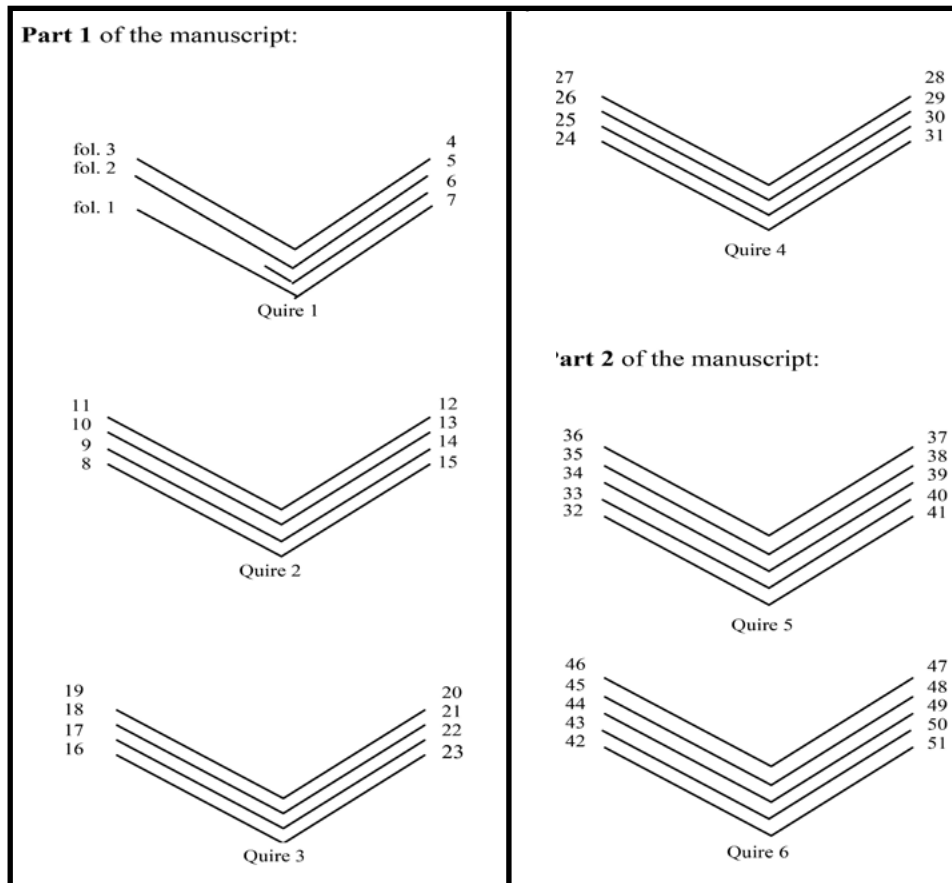 Part 1 of the manuscript:
fol. 3 4
fol. 2 5
6
fol. 1 7
Quire 1
11 12
10 13
9 14
8 15
Quire 2
19 20
18 21
17 22
16 23
Quire 3
27 28
26 29
25 30
24 31
Quire 4
art 2 of the manuscript:
36 37
35 38
34 39
33 40
32 41
Quire 5
46 47
45 48
44 49
43 50
42 51
Quire 6